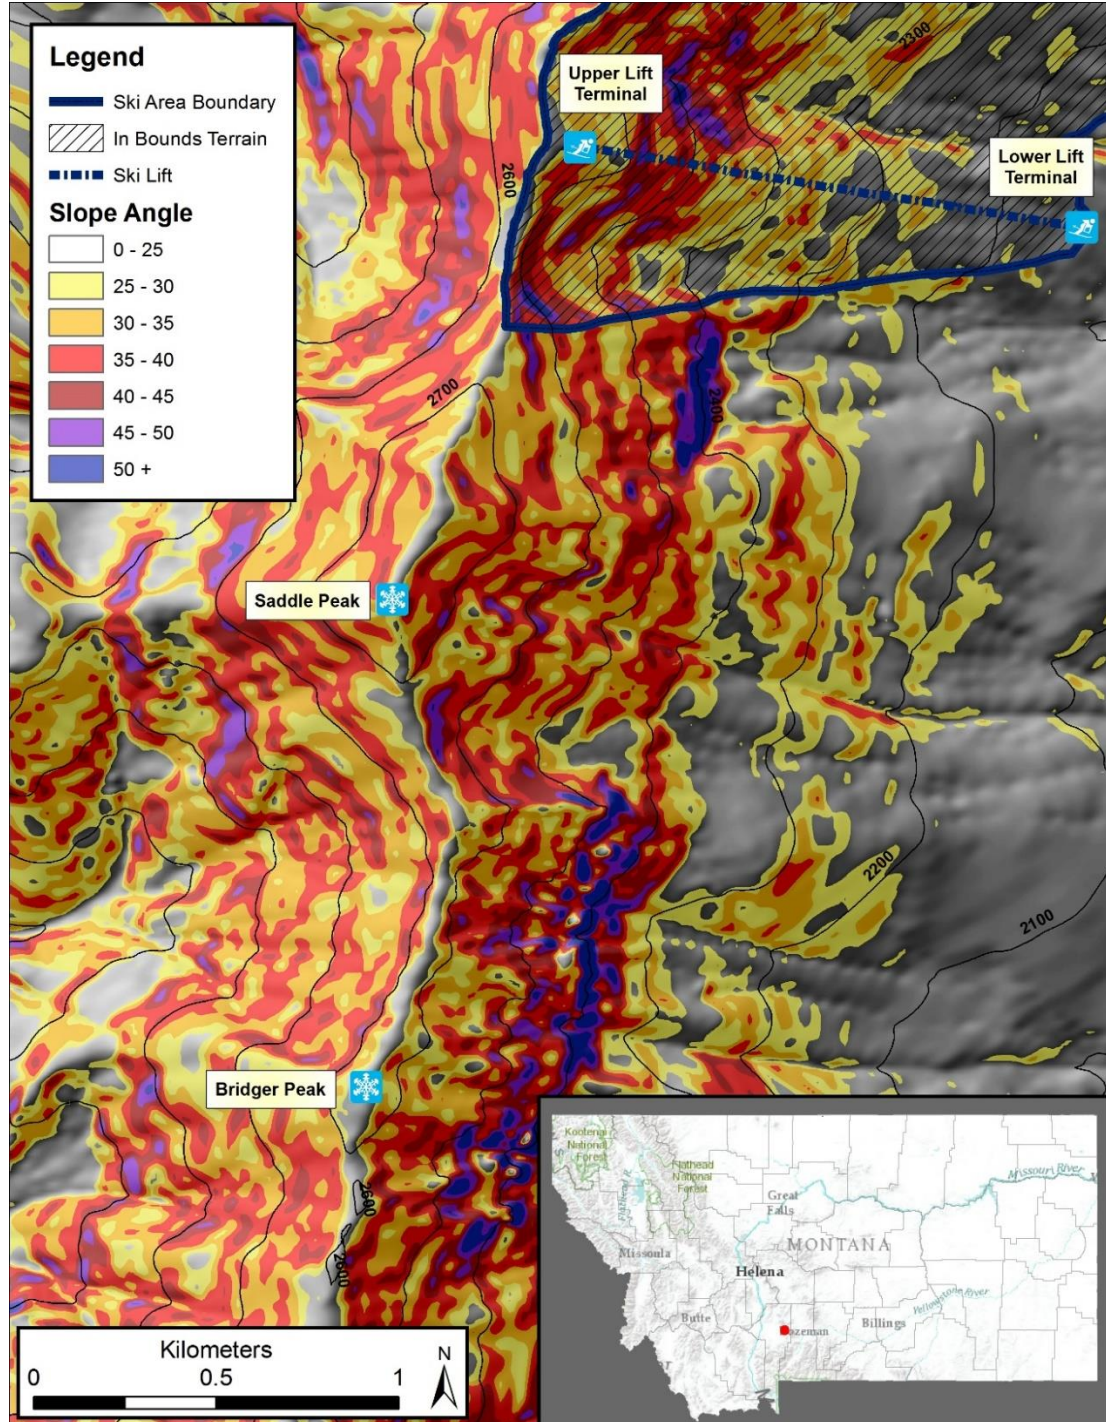 Legend
Ski Area Boundary
In Bounds Terrain
Ski Lift
Slope Angle
0 - 25
25 - 30
30 - 35
35 - 40
40 - 45
45 - 50
50 +
Upper Lift
Terminal
Lower Lift
Terminal
2300
2600
2700
2400
Saddle Peak
2200
2100
Bridger Peak
2600
2600
Kilometers
0
0.5
1
N
Kootenai
National
Forest
Flathead
National
Forest
Missouri River
Great
Falls
MONTANA
Missoula
Helena
Butte
Billings
Yellowstone River
ozeman